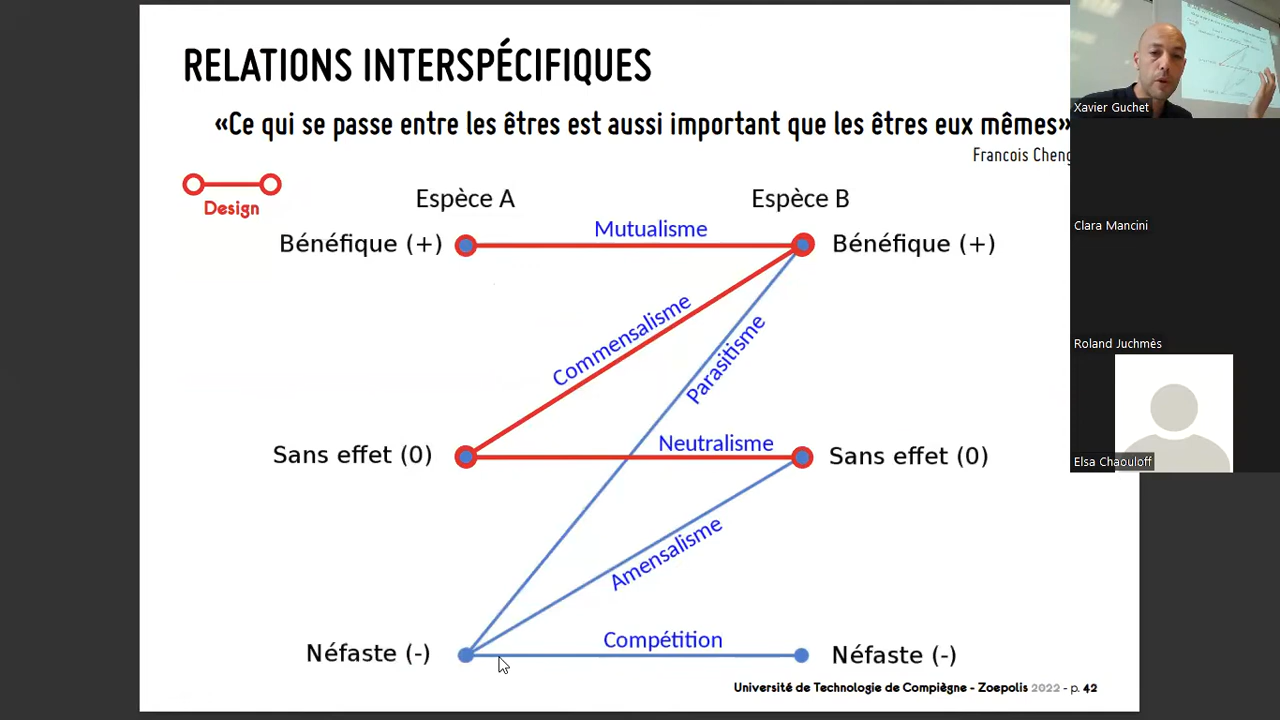 RELATIONS INTERSPÉCIFIQUES
«Ce qui se passe entre les êtres est aussi important que les êtres eux mêmes»
Francois Cheng
Design
Espèce A
Espèce B
Bénéfique (+)
Mutualisme
Bénéfique (+)
Commensalisme
Parasitisme
Sans effet (0)
Neutralisme
Sans effet (0)
Amensalisme
Néfaste (-)
Compétition
Néfaste (-)
Université de Technologie de Compiègne - Zoepolis 2022 - p. 42
Xavier Guchet
Clara Mancini
Roland Juchmès
Elsa Chaouloff